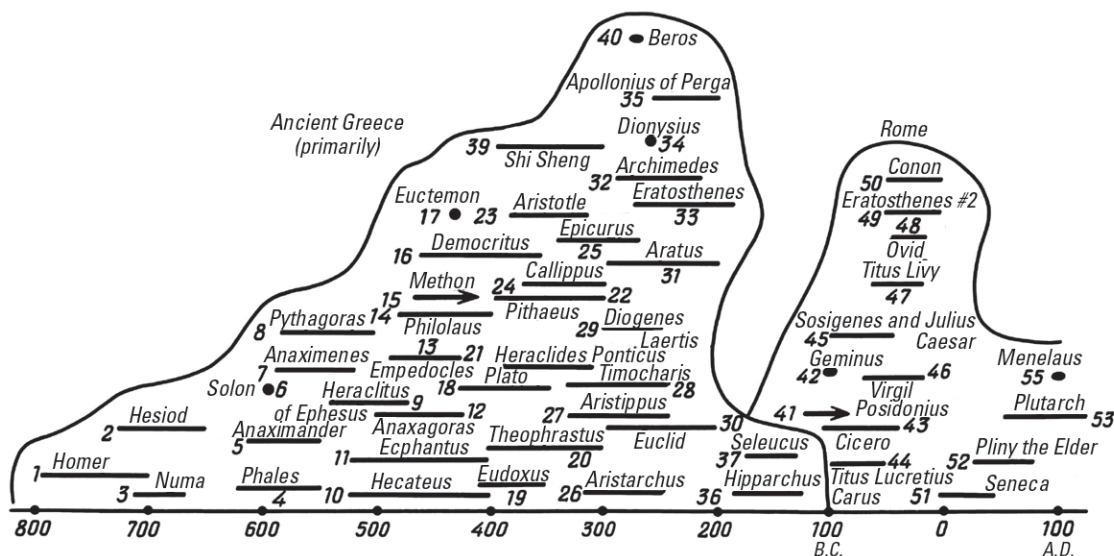 40 Beros
Apollonius of Perga
35
Ancient Greece
(primarily)
Dionysius
34
Rome
39
Shi Sheng
Archimedes
32
Conon
50
Euctemon
17 23
Aristotle
Eratosthenes
33
Eratosthenes #2
49
48
Ovid
Epicurus
25
16
Democritus
Aratus
31
Titus Livy
47
Methon
15
24
Callippus
22
Pithaeus
8
Pythagoras
14
Philolaus
29
Diogenes
Laertis
Sosigenes and Julius
Caesar
45
7
Anaximenes
13
21
Empedocles
Heraclides Ponticus
Geminus
42
46
Virgil
Menelaus
55
Solon
6
18
Plato
Timocharis
28
Heraclitus
of Ephesus
9
2
Hesiod
12
Anaxagoras
27
Aristippus
30
41
Posidonius
Plutarch
53
5
Anaximander
Ecphantus
11
Theophrastus
20
Euclid
Seleucus
37
Cicero
44
1
Homer
52
Pliny the Elder
3
Numa
Phales
4
10
Hecateus
Eudoxus
19
26
Aristarchus
36
Hipparchus
Titus Lucretius
Carus
51
Seneca
800 700 600 500 400 300 200 100 0 100
B.C. A.D.